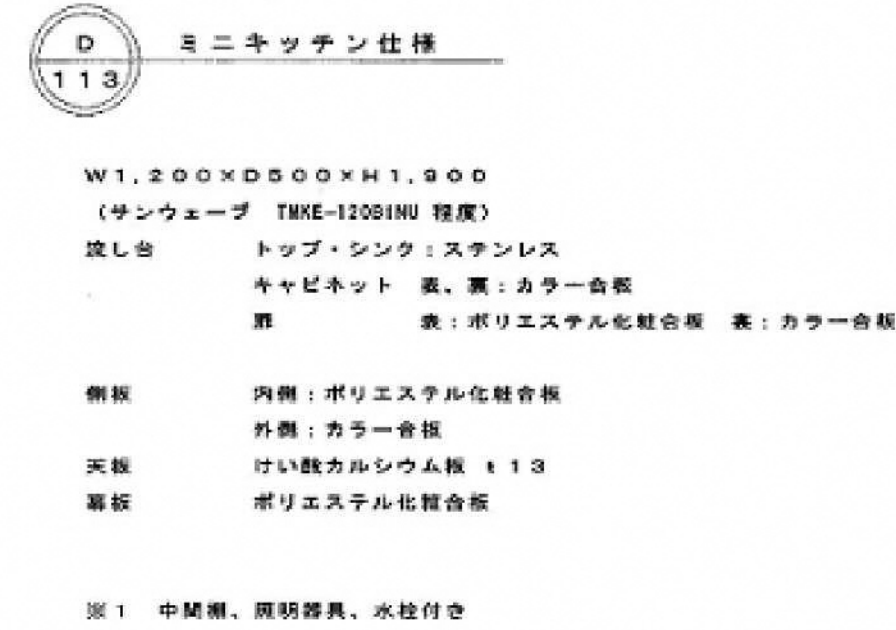 D
113
ミニキッチン仕様
W1,200×D500×H1,900
(サンウェーブ TMKE-120B1NU 程度)
流し台 トップ・シンク:ステンレス
キャビネット 表、裏:カラー合板
扉 表:ポリエステル化粧合板 裏:カラー合板
側板 内側:ポリエステル化粧合板
外側:カラー合板
天板 けい酸カルシウム板 t13
幕板 ポリエステル化粧合板
※1 中間棚、照明器具、水栓付き